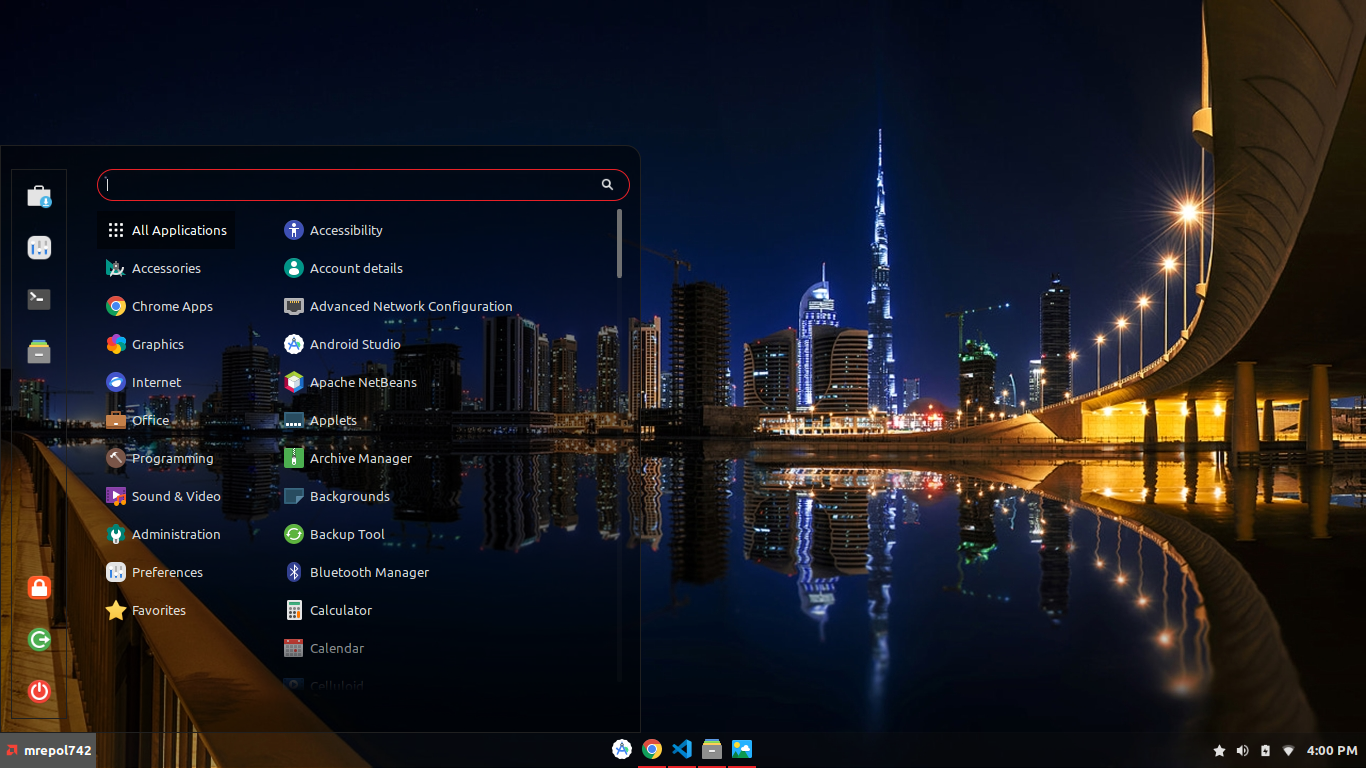 All Applications
Accessories
Chrome Apps
Graphics
Internet
Office
Programming
Sound & Video
Administration
Preferences
Favorites
Accessibility
Account details
Advanced Network Configuration
Android Studio
Apache NetBeans
Applets
Archive Manager
Backgrounds
Backup Tool
Bluetooth Manager
Calculator
Calendar
Celluloid
mrepol742
4:00 PM